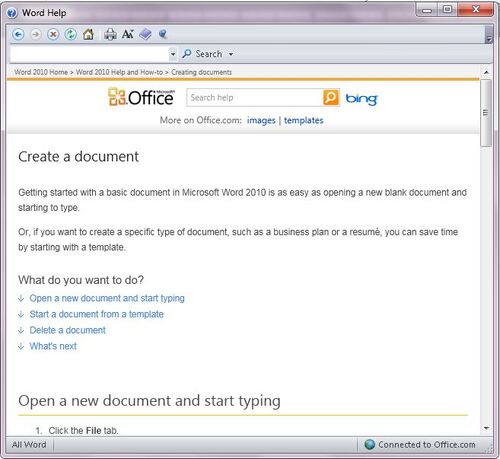 Word Help
Search
Word 2010 Home > Word 2010 Help and How-to > Creating documents
Microsoft® Office Search help bing
More on Office.com: images | templates
Create a document
Getting started with a basic document in Microsoft Word 2010 is as easy as opening a new blank document and
starting to type.
Or, if you want to create a specific type of document, such as a business plan or a resumé, you can save time
by starting with a template.
What do you want to do?
Open a new document and start typing
Start a document from a template
Delete a document
What's next
Open a new document and start typing
1. Click the File tab.
All Word Connected to Office.com